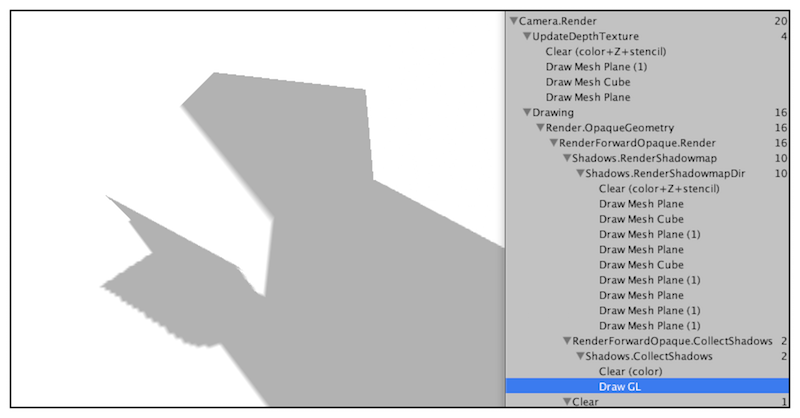 Camera.Render 20
UpdateDepthTexture 4
Clear (color+Z+stencil)
Draw Mesh Plane (1)
Draw Mesh Cube
Draw Mesh Plane
Drawing 16
Render.OpaqueGeometry 16
RenderForwardOpaque.Render 16
Shadows.RenderShadowmap 10
Shadows.RenderShadowmapDir 10
Clear (color+Z+stencil)
Draw Mesh Plane
Draw Mesh Cube
Draw Mesh Plane (1)
Draw Mesh Plane
Draw Mesh Cube
Draw Mesh Plane (1)
Draw Mesh Plane
Draw Mesh Plane (1)
Draw Mesh Plane (1)
RenderForwardOpaque.CollectShadows 2
Shadows.CollectShadows 2
Clear (color)
Draw GL
Clear 1